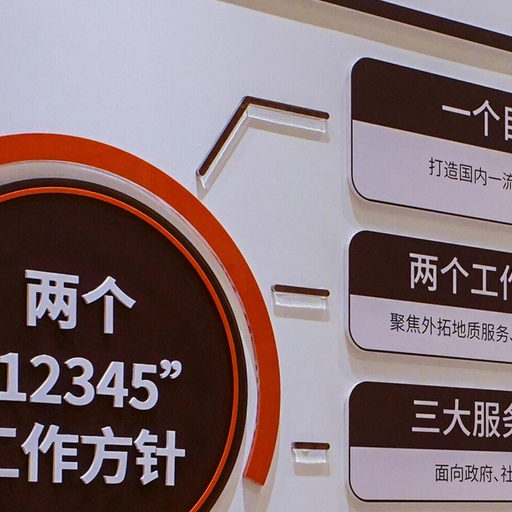 两个
12345”
工作方针
一个目
打造国内一流
两个工作
聚焦外拓地质服务、
三大服务
面向政府、社